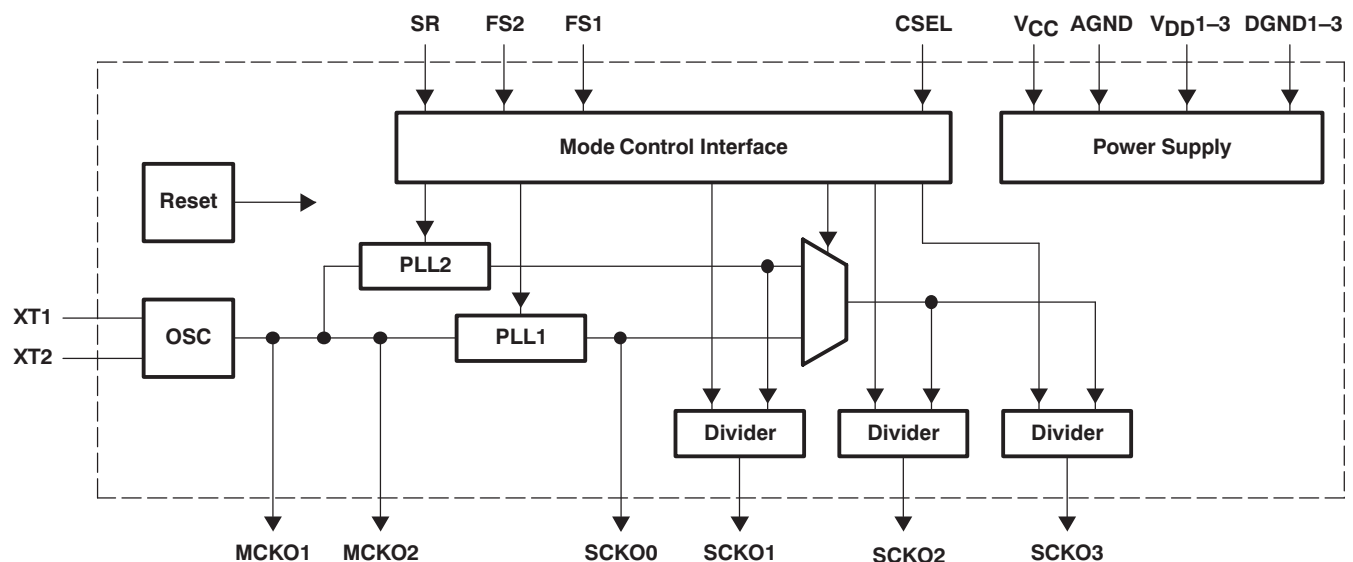 SR FS2 FS1 CSEL VCC AGND VDD1–3 DGND1–3
Mode Control Interface
Power Supply
Reset
PLL2
XT1
OSC
PLL1
XT2
Divider Divider Divider
MCKO1 MCKO2 SCKO0 SCKO1 SCKO2 SCKO3